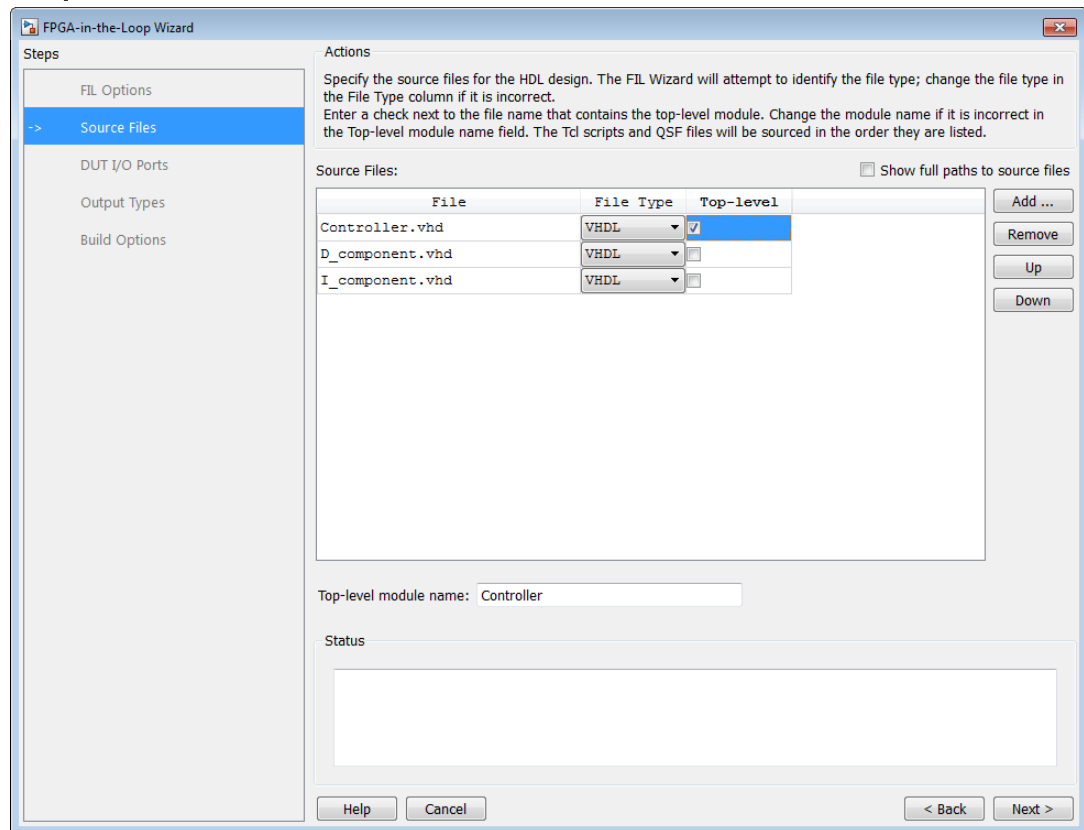 FPGA-in-the-Loop Wizard
Steps
FIL Options
-> Source Files
DUT I/O Ports
Output Types
Build Options
Actions
Specify the source files for the HDL design. The FIL Wizard will attempt to identify the file type; change the file type in
the File Type column if it is incorrect.
Enter a check next to the file name that contains the top-level module. Change the module name if it is incorrect in
the Top-level module name field. The Tcl scripts and QSF files will be sourced in the order they are listed.
Source Files: Show full paths to source files
File File Type Top-level
Controller.vhd VHDL
D_component.vhd VHDL
I_component.vhd VHDL
Add ...
Remove
Up
Down
Top-level module name: Controller
Status
Help Cancel < Back Next >